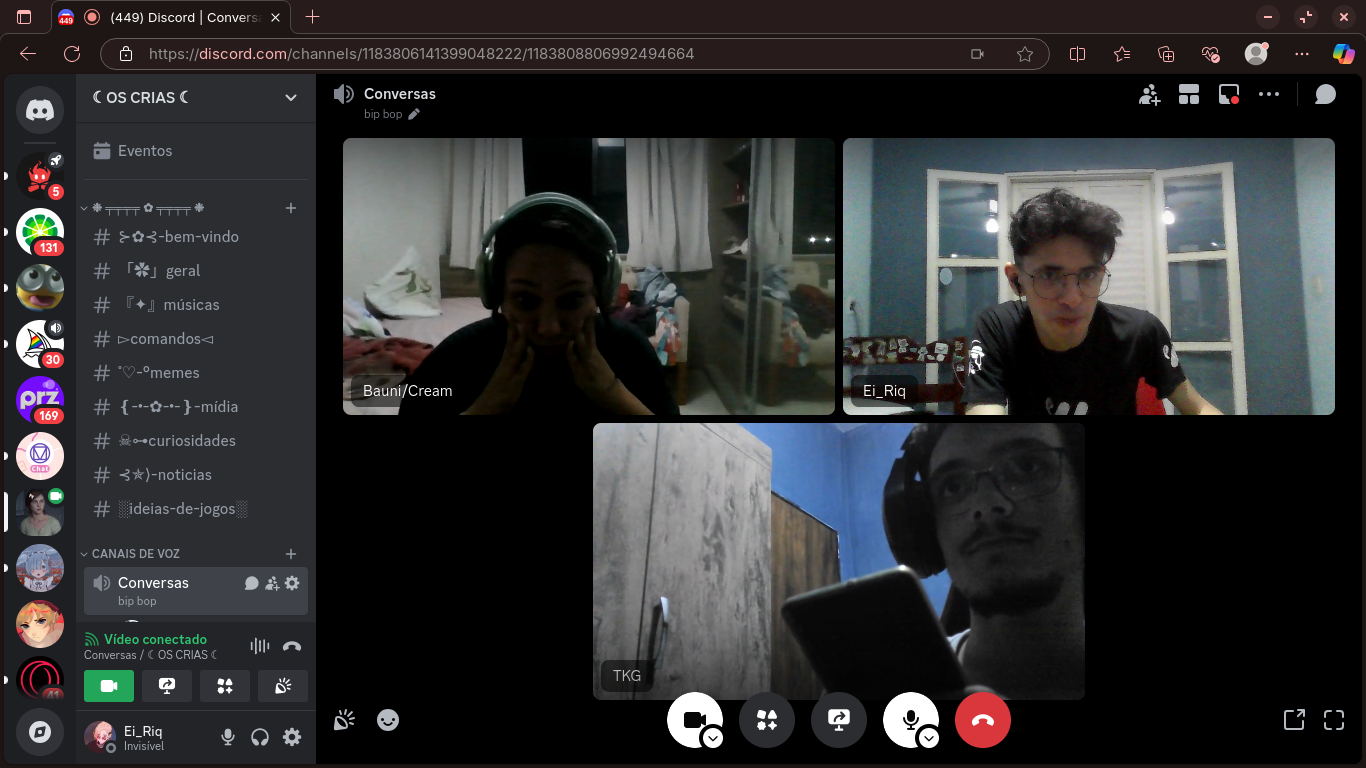 449
(449) Discord | Convers
https://discord.com/channels/1183806141399048222/1183808806992494664
☾OS CRIAS☾
Eventos
❉╤╤╤╤✿╤╤╤╤❉
⊱✿⊰-bem-vindo
「✿」geral
『✦』músicas
▻comandos◅
˚♡-ºmemes
❴-•-✿-•-❵-mídia
☠⊶curiosidades
⊰✯⟩-noticias
░ideias-de-jogos░
CANAIS DE VOZ
Conversas
bip bop
Vídeo conectado
Conversas / ☾OS CRIAS☾
Ei_Riq
Invisível
5
131
30
prz
169
Chat
41
Conversas
bip bop
Bauni/Cream
Ei_Riq
TKG